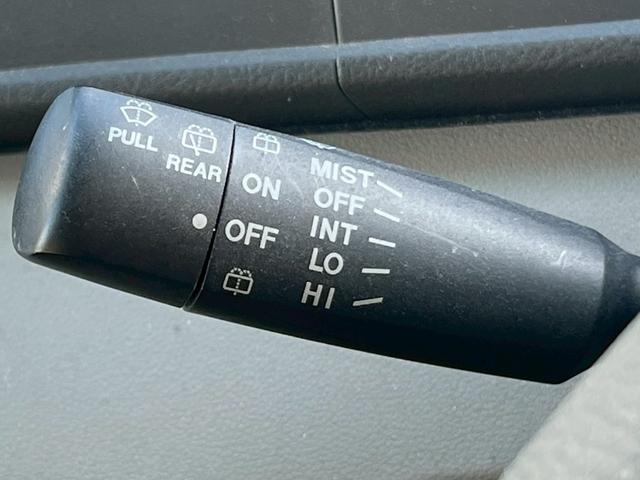 PULL
REAR
ON
OFF
MIST
OFF
INT
LO
HI